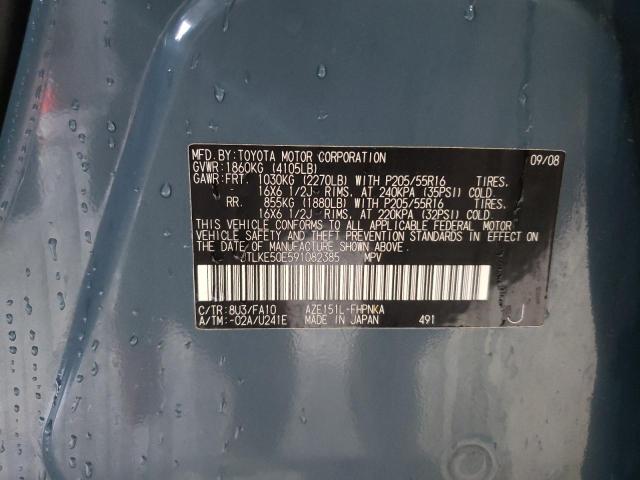 MFD.BY:TOYOTA MOTOR CORPORATION 09/08
GVWR:1860KG (4105LB)
GAWR:FRT. 1030KG (2270LB) WITH P205/55R16 TIRES.
16X6 1/2J- RIMS, AT 240KPA (35PSI) COLD.
RR. 855KG (1880LB) WITH P205/55R16 TIRES.
16X6 1/2J- RIMS, AT 220KPA (32PSI) COLD.
THIS VEHICLE CONFORMS TO ALL APPLICABLE FEDERAL MOTOR
VEHICLE SAFETY, BUMPER, AND THEFT PREVENTION STANDARDS IN EFFECT
ON THE DATE OF MANUFACTURE SHOWN ABOVE.
JTLKE50E591082385 MPV
C/TR:8U3/FA10 AZE151L-FHPNKA
A/TM:-02A/U241E MADE IN JAPAN 491 J